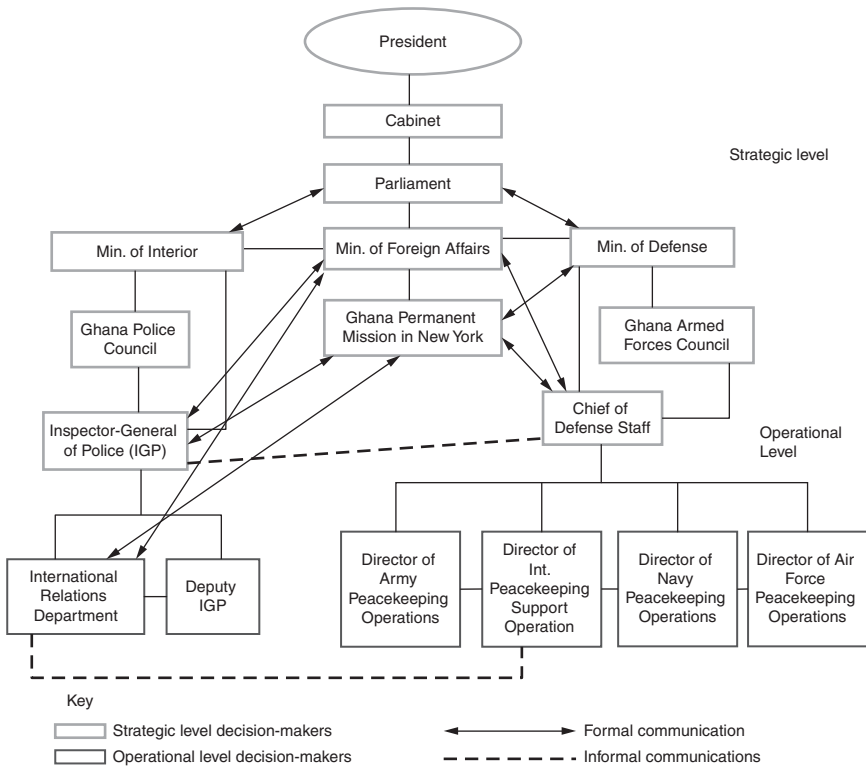 President
Cabinet
Strategic level
Parliament
Min. of Interior
Min. of Foreign Affairs
Min. of Defense
Ghana Police
Council
Ghana Permanent
Mission in New York
Ghana Armed
Forces Council
Inspector-General
of Police (IGP)
Chief of
Defense Staff
Operational
Level
International
Relations
Department
Deputy
IGP
Director of
Army
Peacekeeping
Operations
Director of
Int.
Peacekeeping
Support
Operation
Director of
Navy
Peacekeeping
Operations
Director of Air
Force
Peacekeeping
Operations
Key
Strategic level decision-makers
Formal communication
Operational level decision-makers
Informal communications